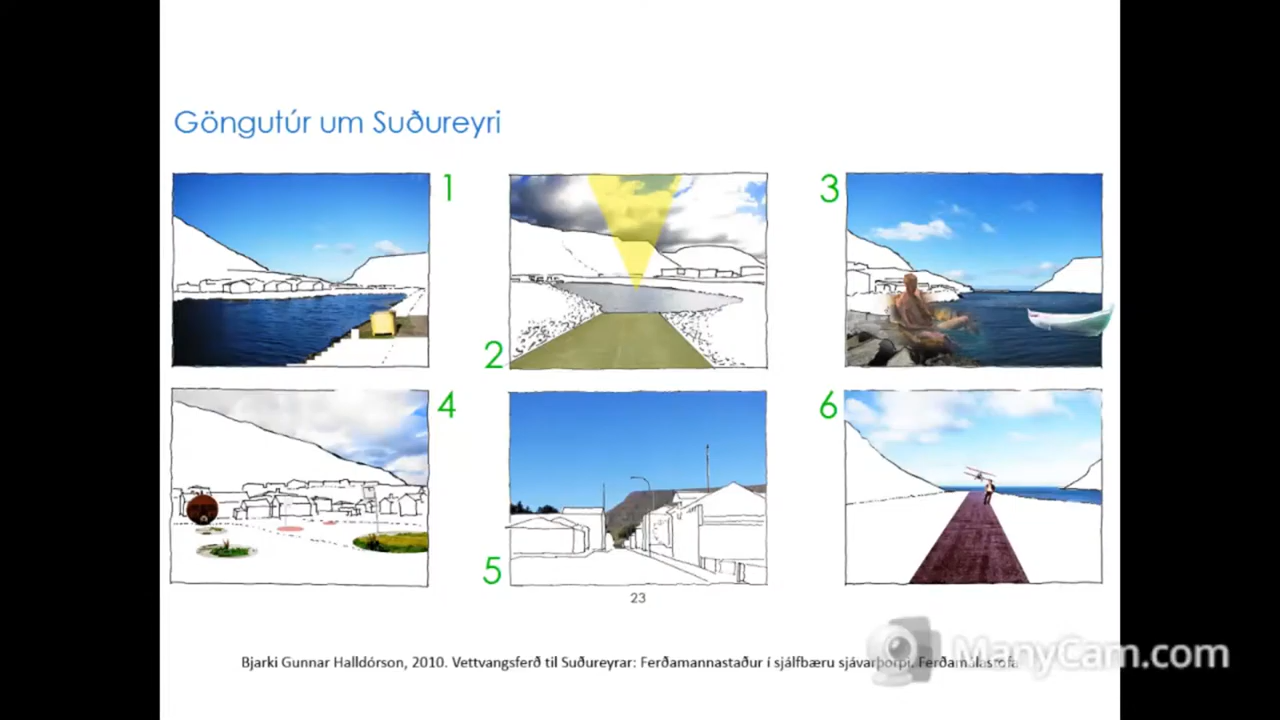 Göngutúr um Suðureyri
1
2
3
4
5
6
23
Bjarki Gunnar Halldórson, 2010. Vettvangsferð til Suðureyrar: Ferðamannastaður í sjálfbæru sjávarþorpi, Ferðamálastofa
ManyCam.com